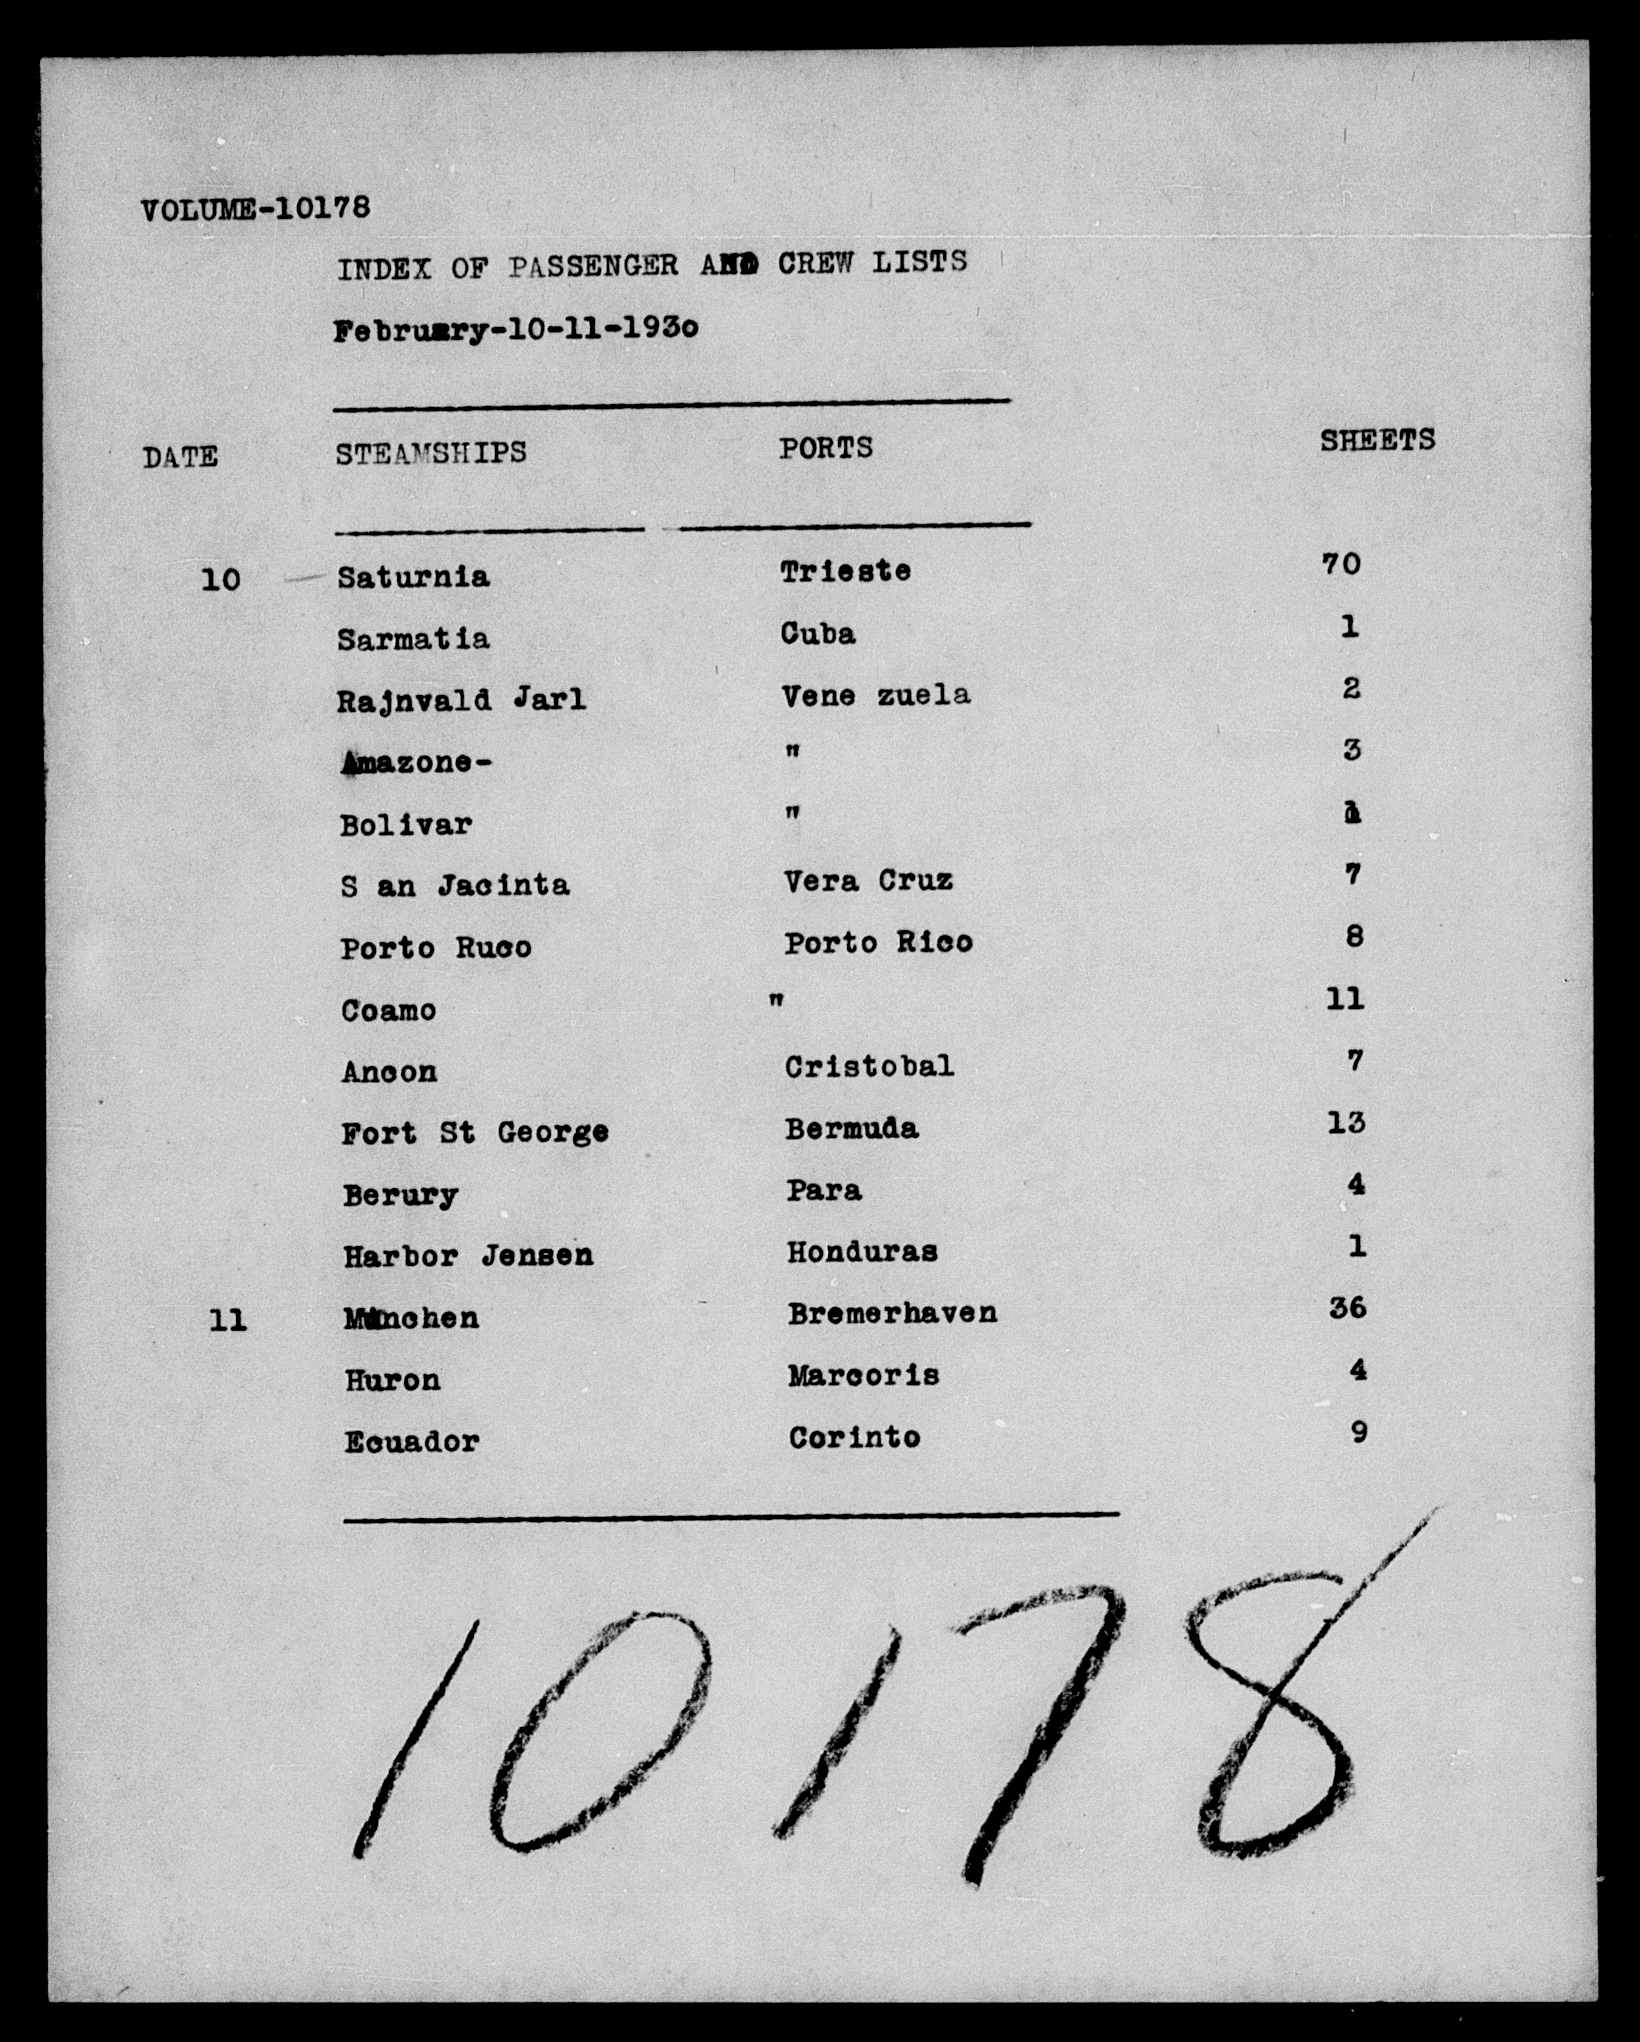 VOLUME-10178
INDEX OF PASSENGER AND CREW LISTS
February-10-11-193o
DATE STEAMSHIPS PORTS SHEETS
10 Saturnia Trieste 70
Sarmatia Cuba 1
Rajnvald Jarl Vene zuela 2
Amazone- " 3
Bolivar " 1
S an Jacinta Vera Cruz 7
Porto Ruco Porto Rico 8
Coamo " 11
Ancon Cristobal 7
Fort St George Bermuda 13
Berury Para 4
Harbor Jensen Honduras 1
11 Munchen Bremerhaven 36
Huron Marcoris 4
Ecuador Corinto 9
10178